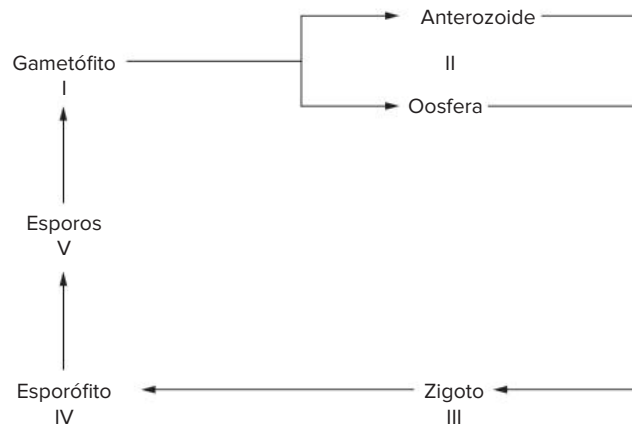 Anterozoide
Gametófito
I
II
Oosfera
Esporos
V
Esporófito
IV
Zigoto
III